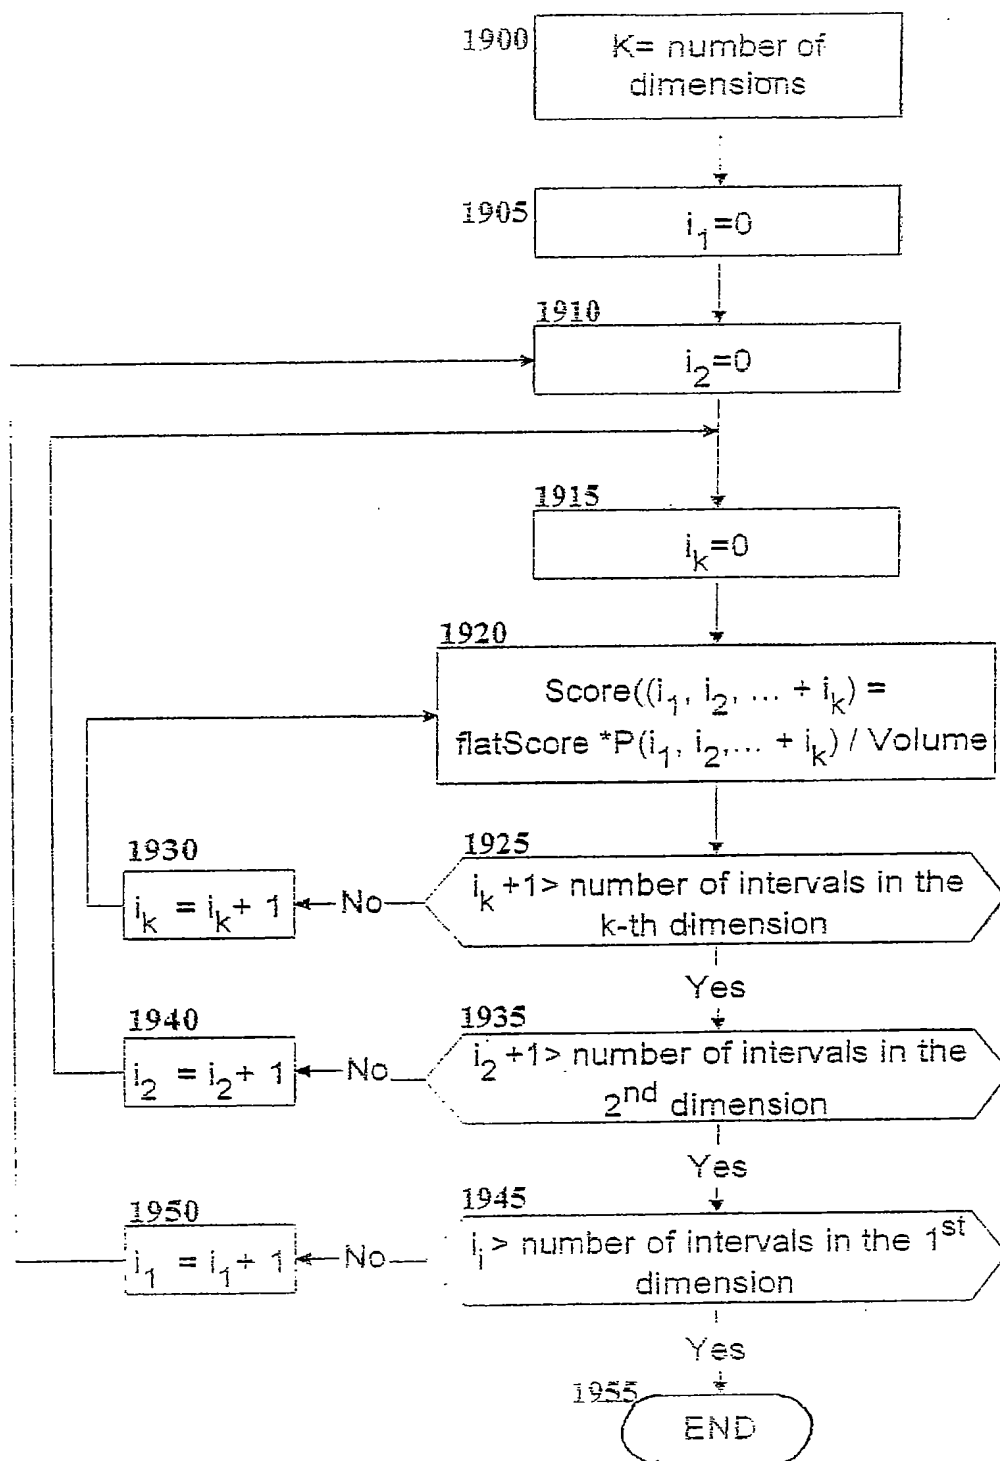 1900
K= number of
dimensions
1905
i₁=0
1910
i₂=0
1915
iₖ=0
1920
Score((i₁, i₂, ... + iₖ) =
flatScore *P(i₁, i₂,... + iₖ) / Volume
1925
iₖ +1> number of intervals in the
k-th dimension
No
1930
iₖ = iₖ+ 1
Yes
1935
i₂ +1> number of intervals in the
2ⁿᵈ dimension
No
1940
i₂ = i₂+ 1
Yes
1945
iᵢ > number of intervals in the 1ˢᵗ
dimension
No
1950
i₁ = i₁+ 1
Yes
1955
END